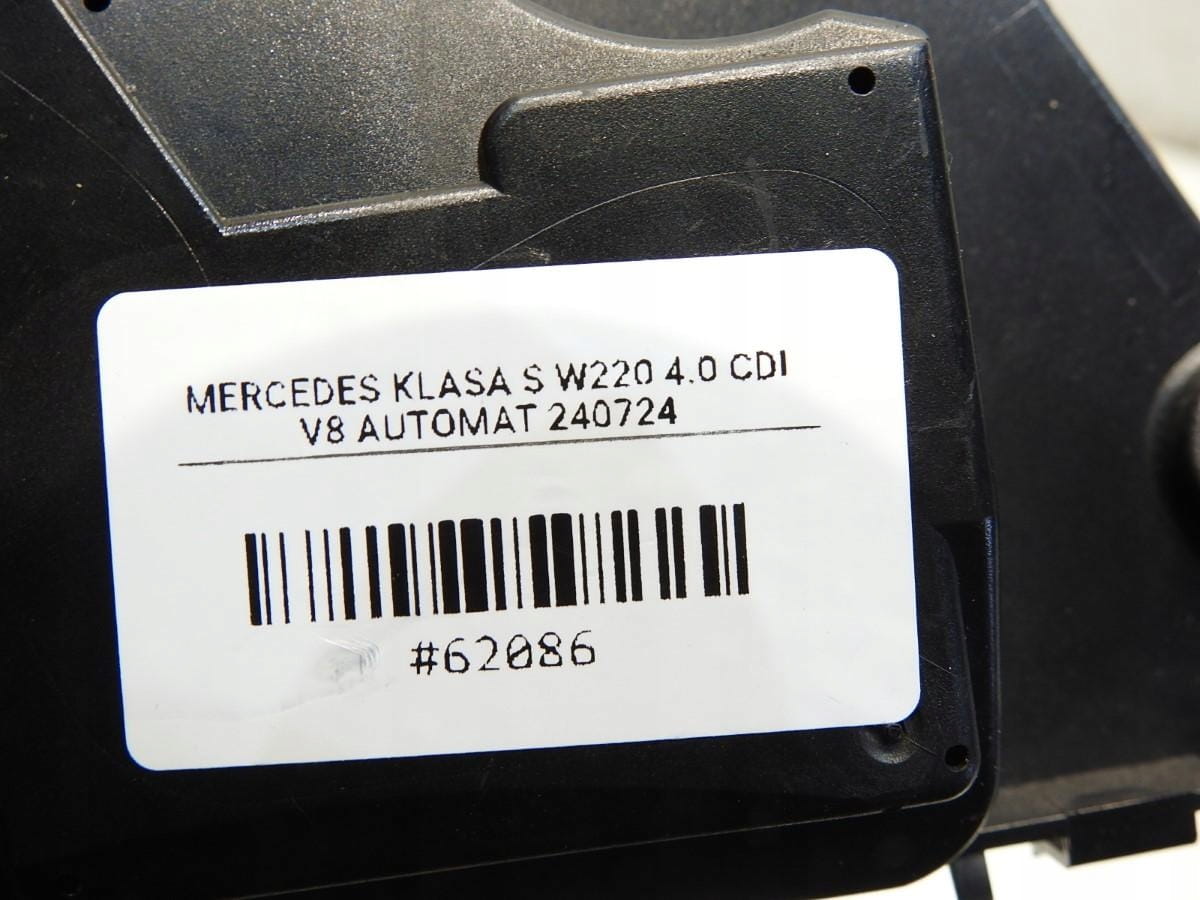 MERCEDES KLASA S W220 4.0 CDI
V8 AUTOMAT 240724
#62086